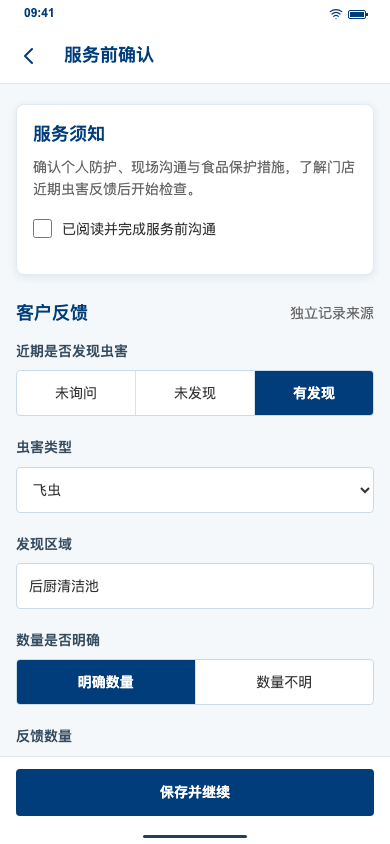 09:41
服务前确认
服务须知
确认个人防护、现场沟通与食品保护措施，了解门店
近期虫害反馈后开始检查。
已阅读并完成服务前沟通
客户反馈
独立记录来源
近期是否发现虫害
未询问
未发现
有发现
虫害类型
飞虫
发现区域
后厨清洁池
数量是否明确
明确数量
数量不明
反馈数量
保存并继续